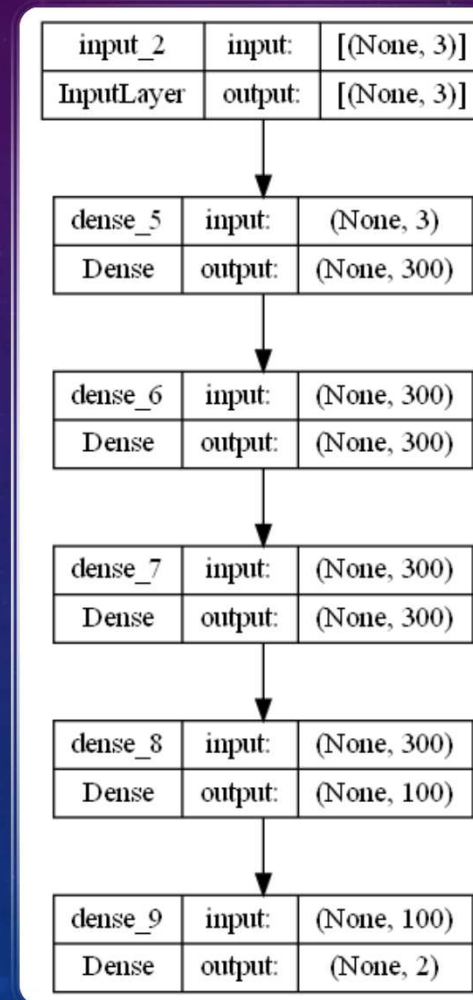 input_2 input: [(None, 3)]
InputLayer output: [(None, 3)]
dense_5 input: (None, 3)
Dense output: (None, 300)
dense_6 input: (None, 300)
Dense output: (None, 300)
dense_7 input: (None, 300)
Dense output: (None, 300)
dense_8 input: (None, 300)
Dense output: (None, 100)
dense_9 input: (None, 100)
Dense output: (None, 2)